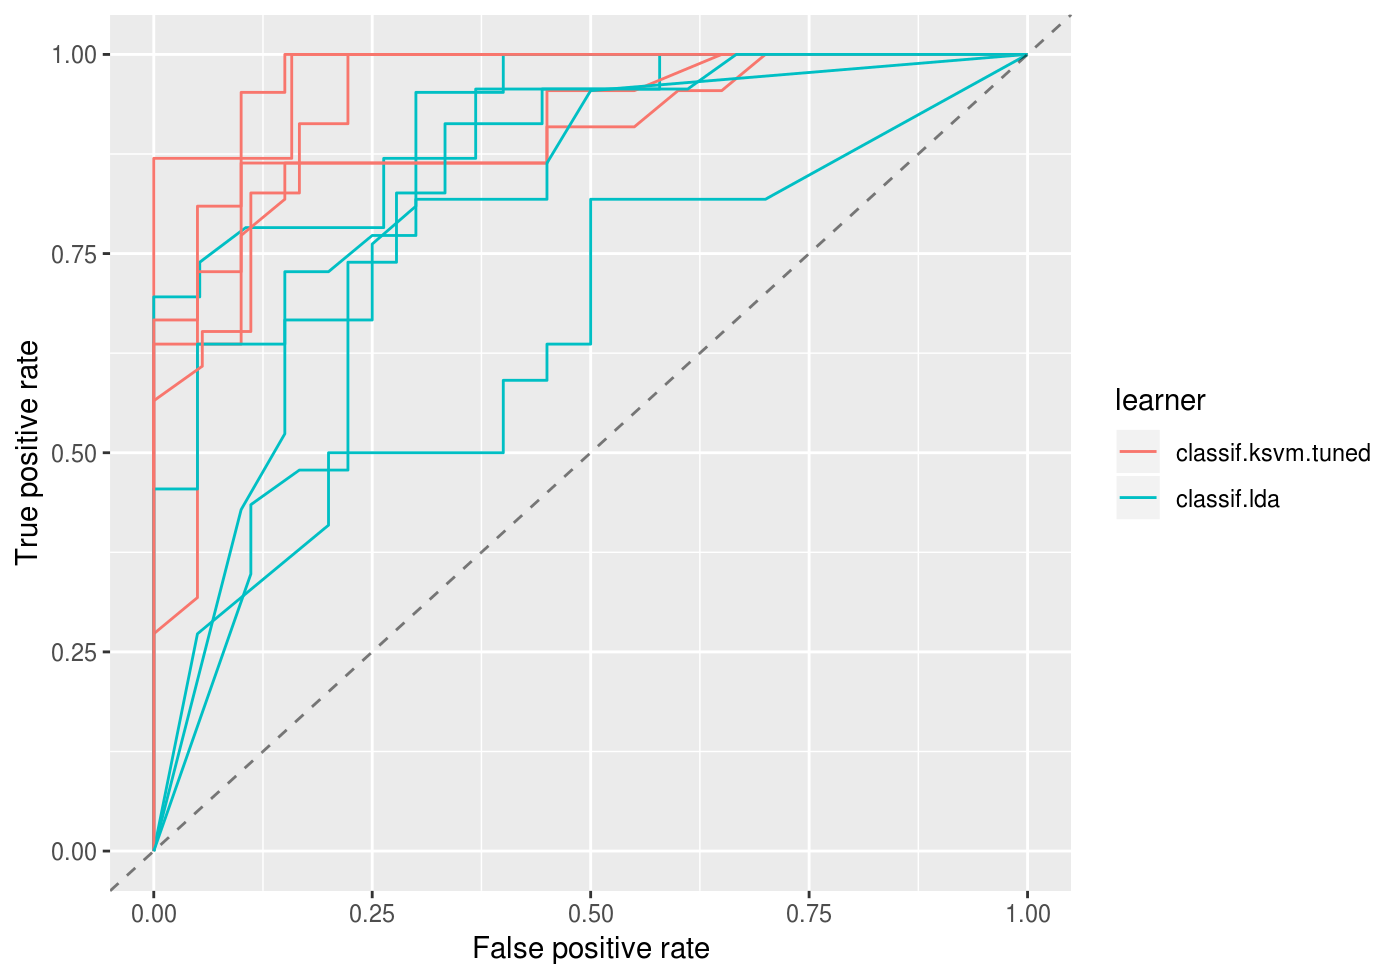 True positive rate
1.00
0.75
0.50
0.25
0.00
0.00 0.25 0.50 0.75 1.00
False positive rate
learner
classif.ksvm.tuned
classif.lda